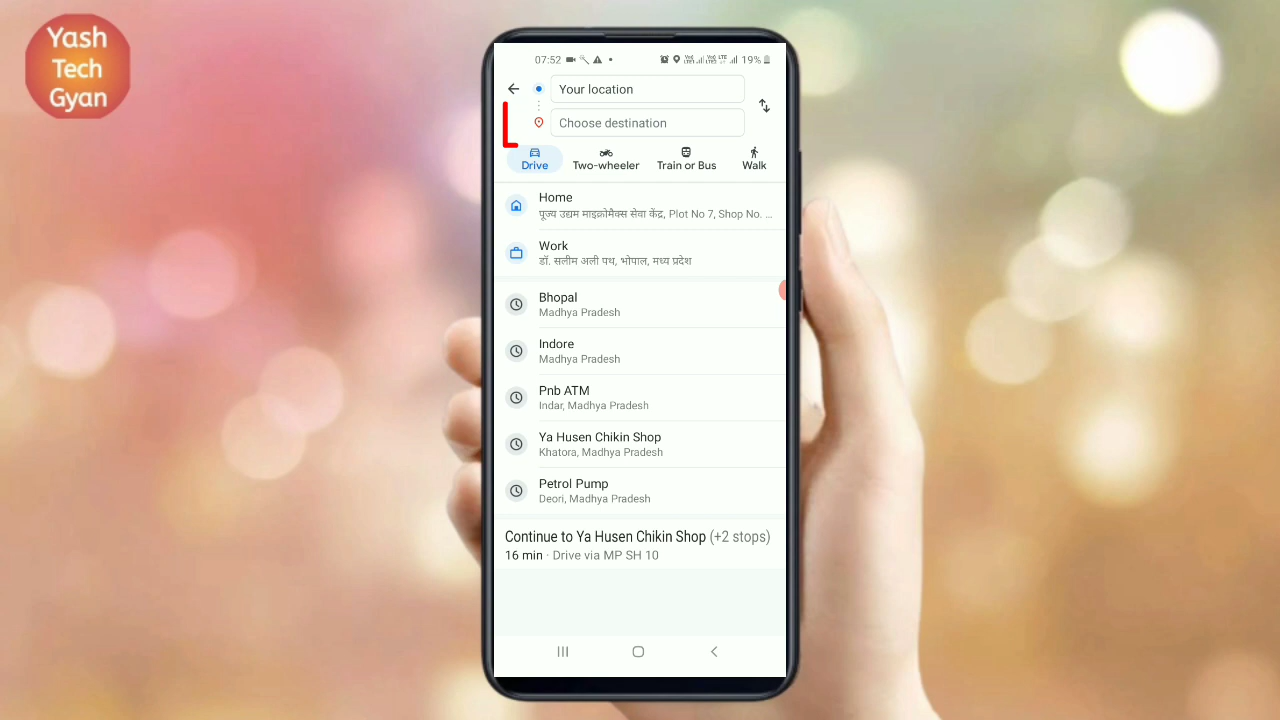 Yash
Tech
Gyan
07:52
19%
Your location
Choose destination
Drive
Two-wheeler
Train or Bus
Walk
Home
पूज्य उद्यम माइक्रोमैक्स सेवा केंद्र, Plot No 7, Shop No. ...
Work
डॉ. सलीम अली पथ, भोपाल, मध्य प्रदेश
Bhopal
Madhya Pradesh
Indore
Madhya Pradesh
Pnb ATM
Indar, Madhya Pradesh
Ya Husen Chikin Shop
Khatora, Madhya Pradesh
Petrol Pump
Deori, Madhya Pradesh
Continue to Ya Husen Chikin Shop (+2 stops)
16 min · Drive via MP SH 10